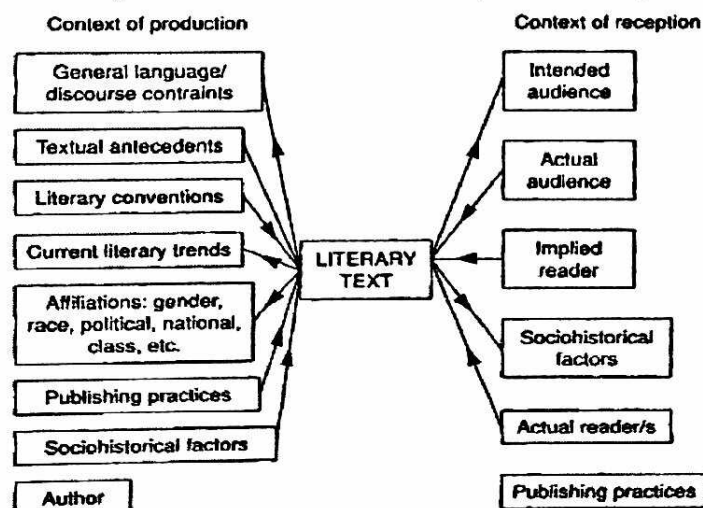 Context of production
General language/
discourse contraints
Textual antecedents
Literary conventions
Current literary trends
Affiliations: gender,
race, political, national,
class, etc.
Publishing practices
Sociohistorical factors
Author
LITERARY
TEXT
Context of reception
Intended
audience
Actual
audience
Implied
reader
Sociohistorical
factors
Actual reader/s
Publishing practices